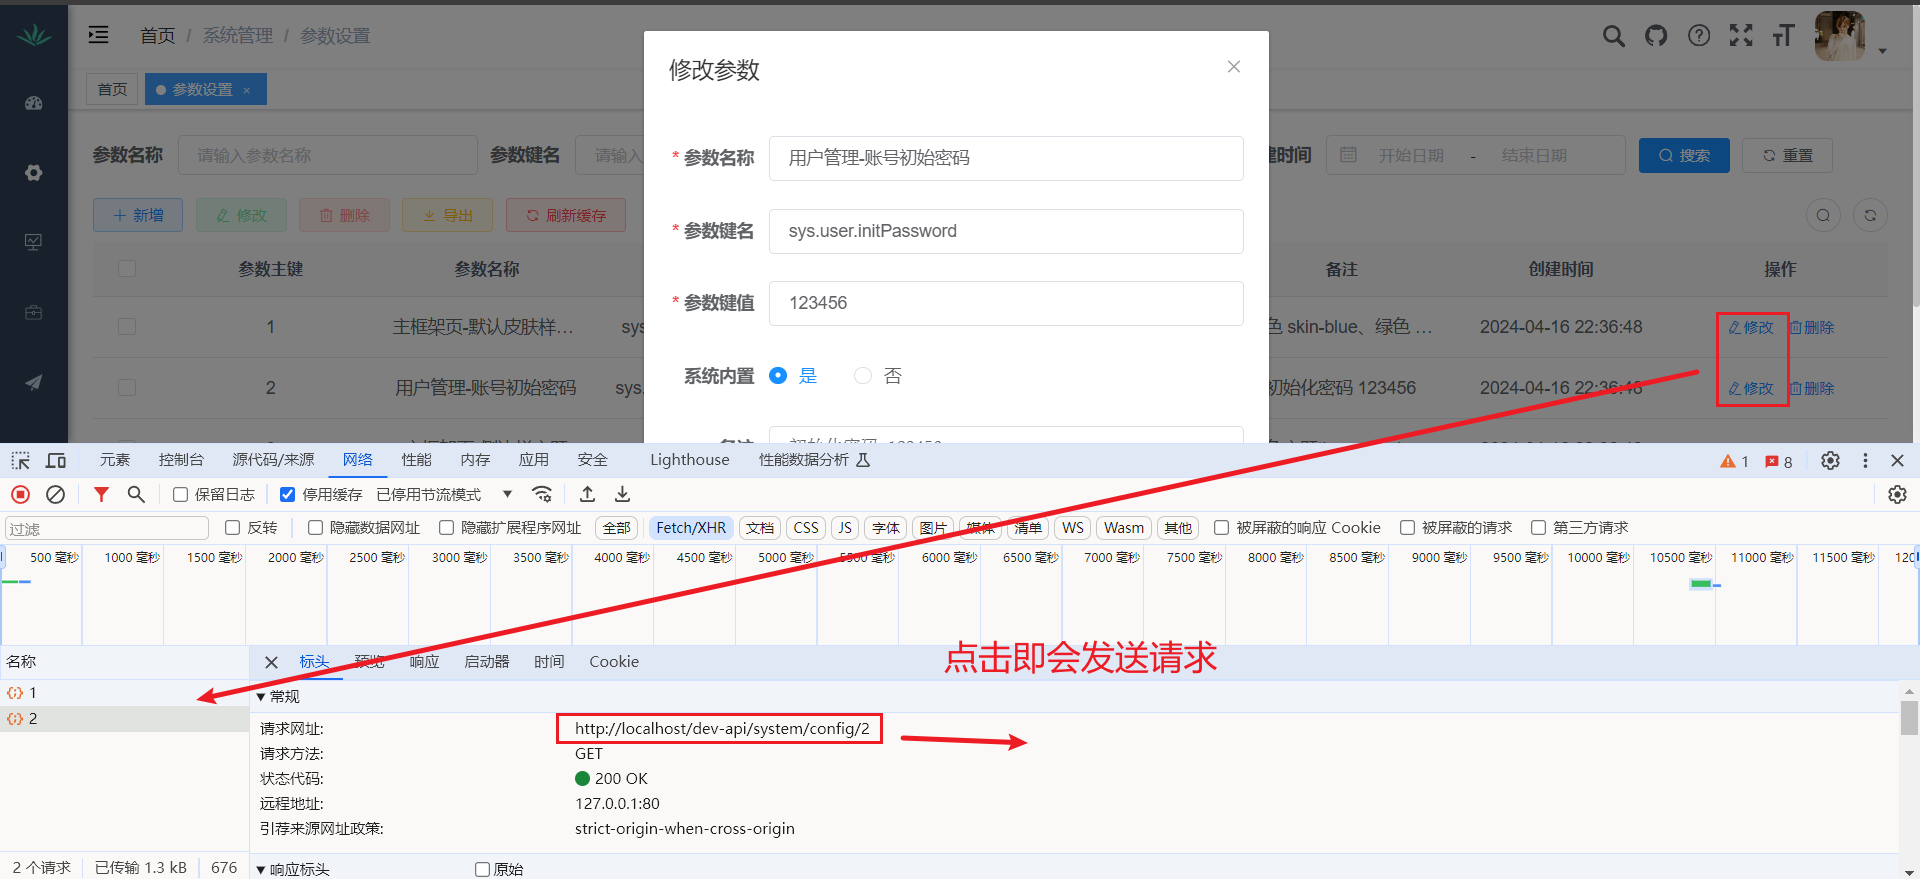 首页 / 系统管理 / 参数设置
首页
参数设置 ×
修改参数
参数名称 请输入参数名称
参数键名 请输入
建时间 开始日期 - 结束日期
搜索 重置
* 参数名称 用户管理-账号初始密码
新增 修改 删除 导出 刷新缓存
* 参数键名 sys.user.initPassword
参数主键 参数名称 备注 创建时间 操作
* 参数键值 123456
1 主框架页-默认皮肤样… sys 色 skin-blue、绿色 … 2024-04-16 22:36:48 修改 删除
系统内置 是 否
2 用户管理-账号初始密码 sys. 初始化密码 123456 2024-04-16 22:36:48 修改 删除
备注 初始化密码 123456
元素 控制台 源代码/来源 网络 性能 内存 应用 安全 Lighthouse 性能数据分析 1 8
保留日志 停用缓存 已停用节流模式
过滤 反转 隐藏数据网址 隐藏扩展程序网址 全部 Fetch/XHR 文档 CSS JS 字体 图片 媒体 清单 WS Wasm 其他 被屏蔽的响应 Cookie 被屏蔽的请求 第三方请求
500 毫秒 1000 毫秒 1500 毫秒 2000 毫秒 2500 毫秒 3000 毫秒 3500 毫秒 4000 毫秒 4500 毫秒 5000 毫秒 5500 毫秒 6000 毫秒 6500 毫秒 7000 毫秒 7500 毫秒 8000 毫秒 8500 毫秒 9000 毫秒 9500 毫秒 10000 毫秒 10500 毫秒 11000 毫秒 11500 毫秒 120
点击即会发送请求
名称 标头 预览 响应 启动器 时间 Cookie
1
2
常规
请求网址: http://localhost/dev-api/system/config/2
请求方法: GET
状态代码: 200 OK
远程地址: 127.0.0.1:80
引荐来源网址政策: strict-origin-when-cross-origin
响应标头 原始
2 个请求 已传输 1.3 kB 676